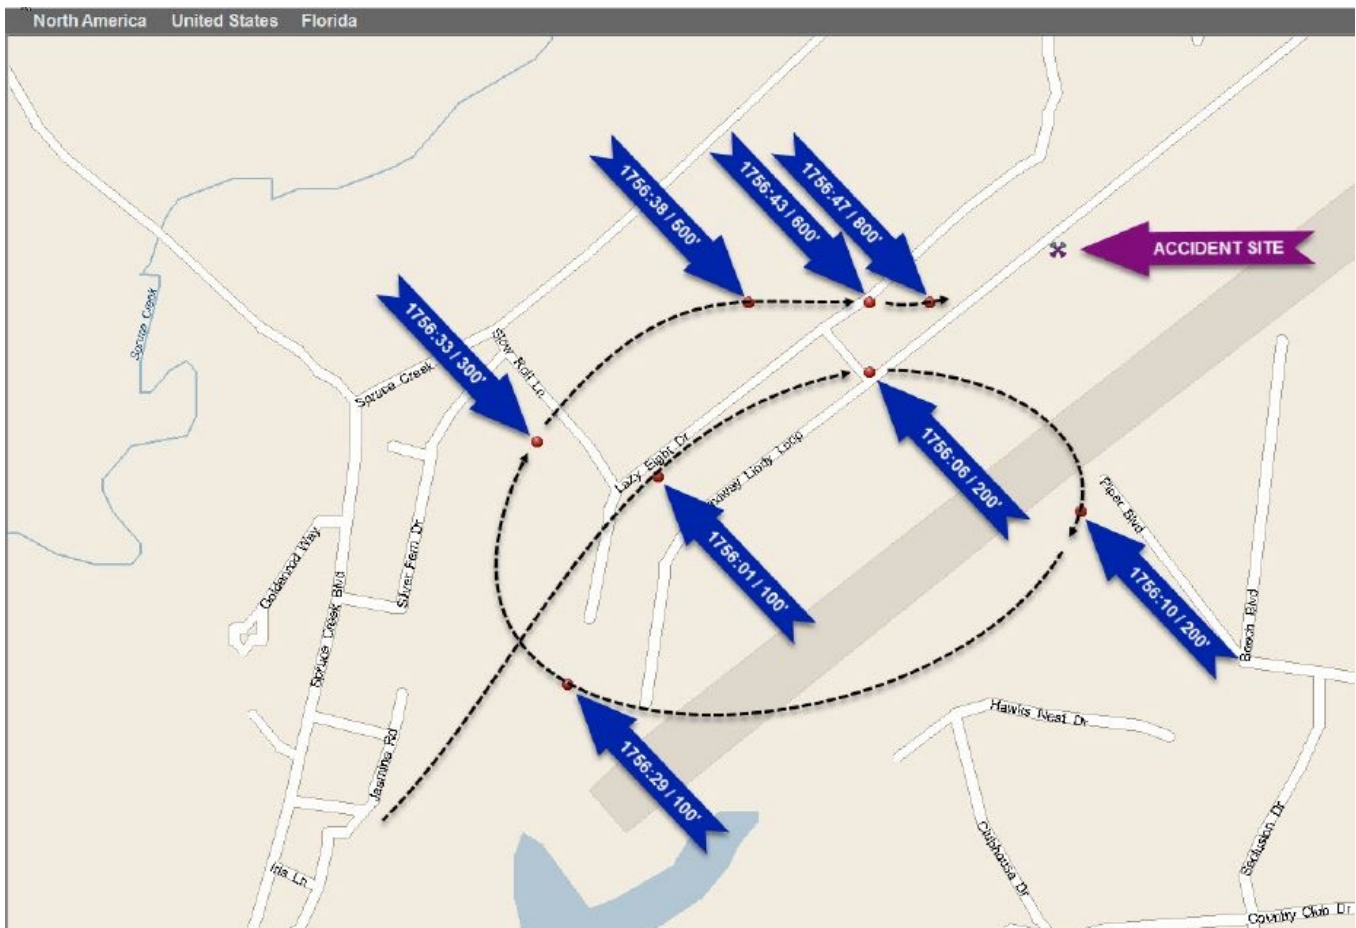 North America United States Florida
1756:38 / 500'
1756:43 / 600'
1756:47 / 800'
ACCIDENT SITE
1756:33 / 300'
Spruce Creek
Slow Roll Ln
Spruce Creek
Lazy Eight Dr
Lindy Loop
1756:06 / 200'
Piper Blvd
1756:01 / 100'
1756:10 / 200'
Goldenrod Way
Silver Fern Dr
Spruce Creek Blvd
Beech Blvd
Jasmine Rd
1756:29 / 100'
Hawks Nest Dr
Clubhouse Dr
Seclusion Dr
Iris Ln
Country Club Dr